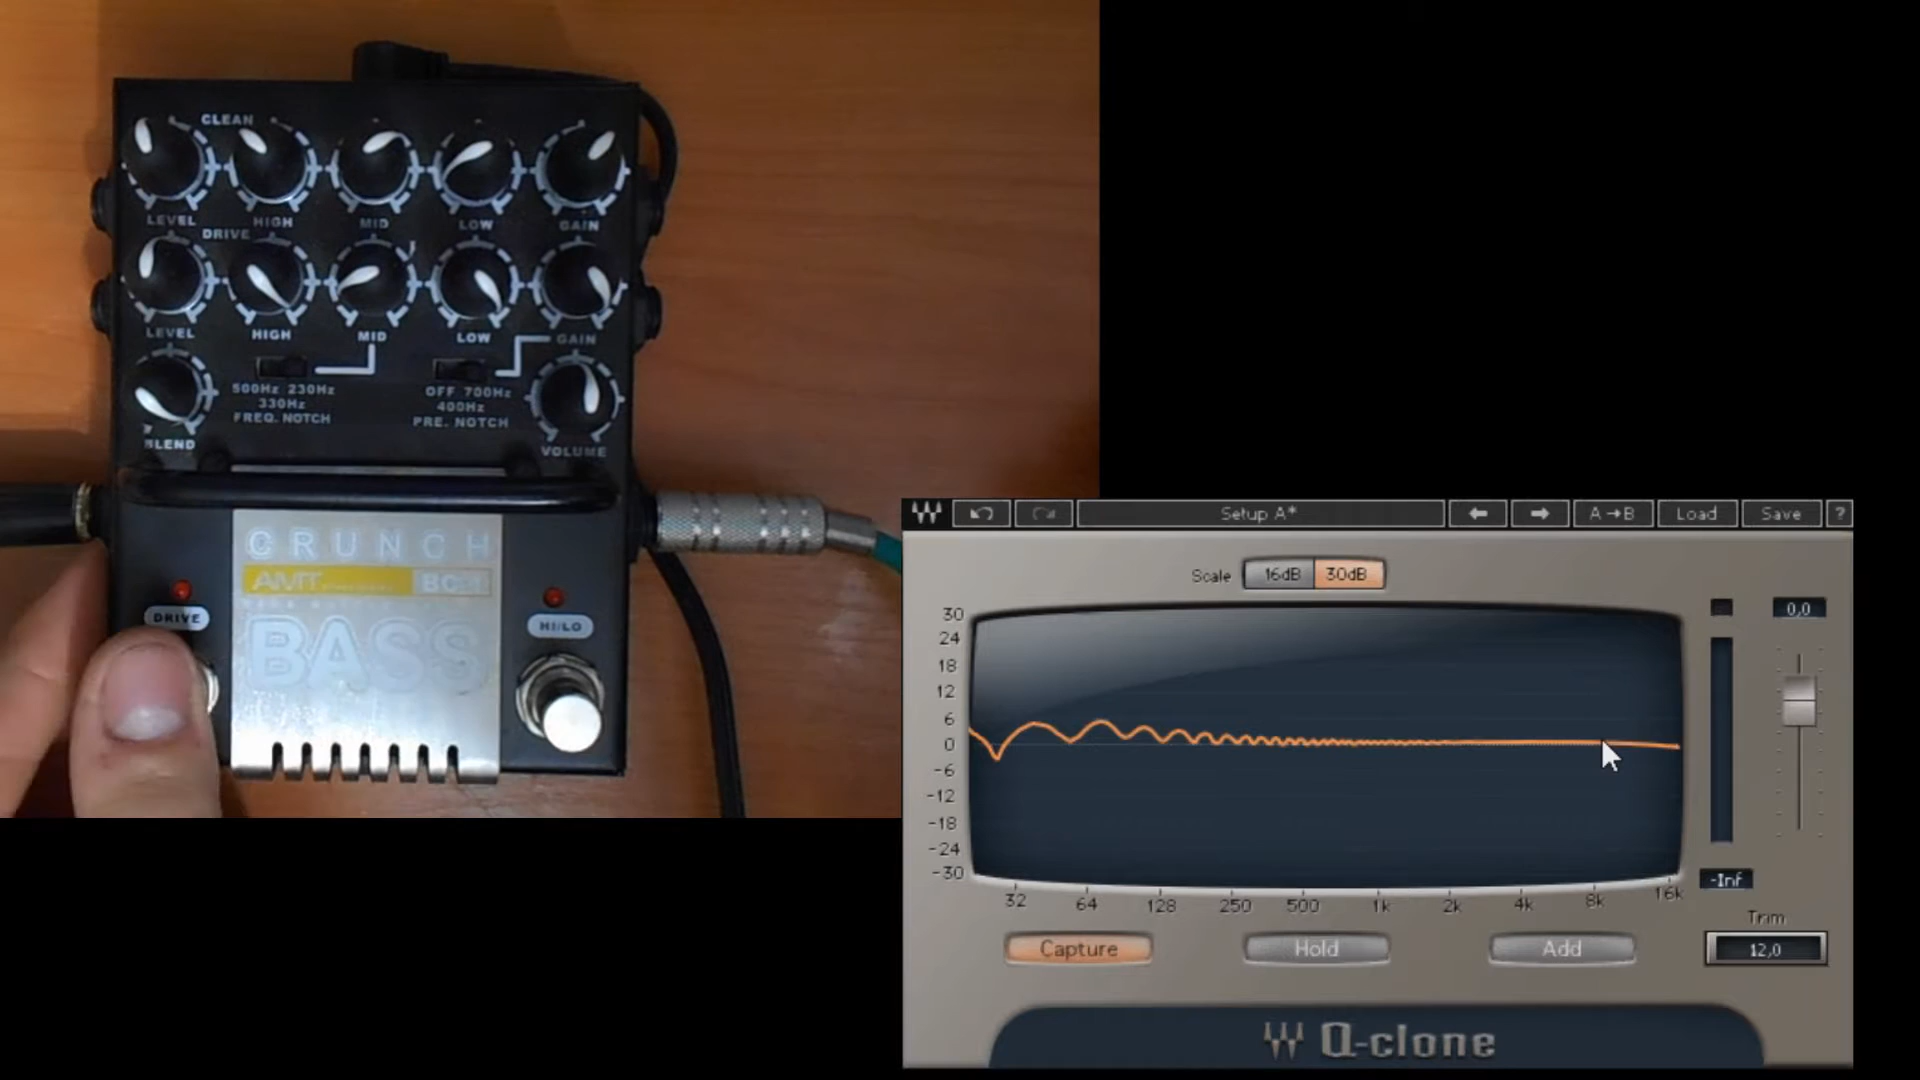 CLEAN
LEVEL HIGH MID LOW GAIN
DRIVE
LEVEL HIGH MID LOW GAIN
500Hz 230Hz
330Hz
FREQ. NOTCH
OFF 700Hz
400Hz
PRE. NOTCH
BLEND
VOLUME
CRUNCH
AMT
BASS
DRIVE
HI/LO
Setup A*
A→B
Load
Save
?
Scale
16dB
30dB
0,0
30
24
18
12
6
0
-6
-12
-18
-24
-30
32 64 128 250 500 1k 2k 4k 8k 16k
-Inf
Trim
12,0
Capture
Hold
Add
Q-clone